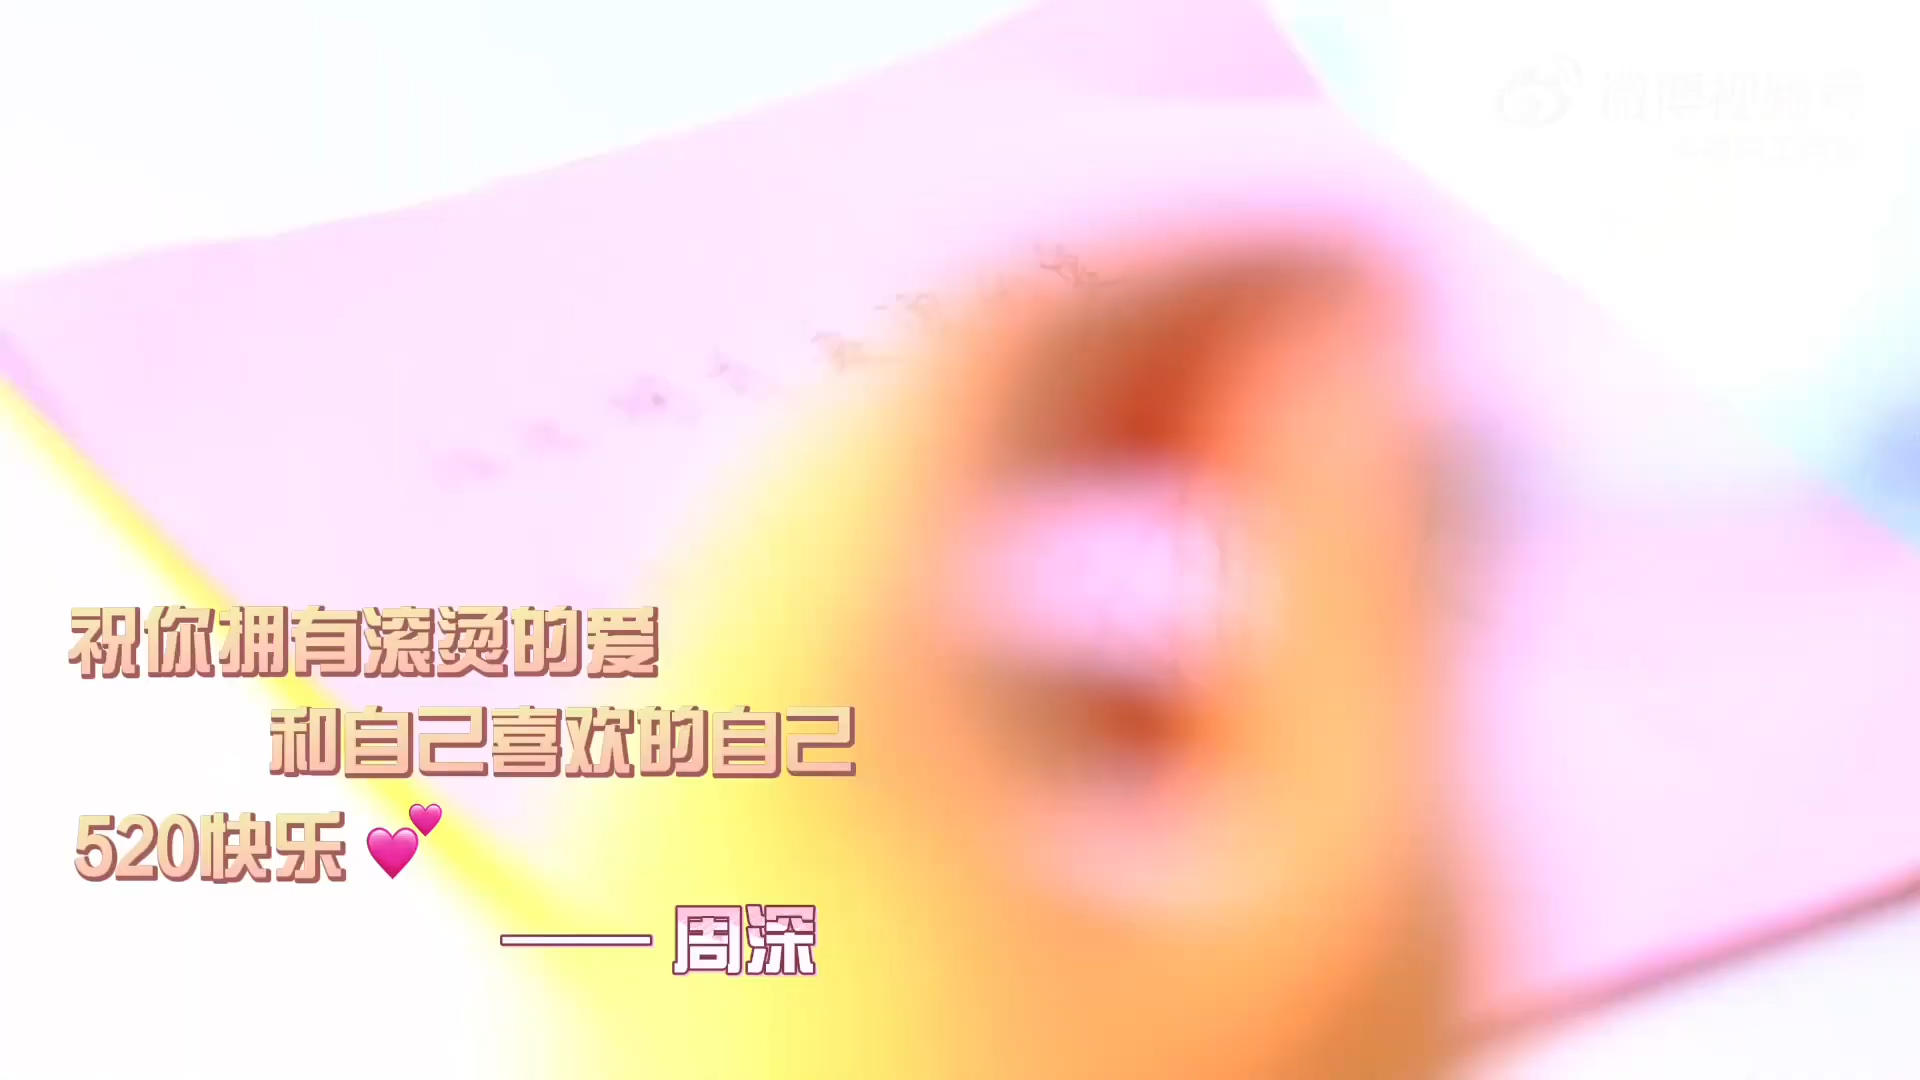 祝你拥有滚烫的爱
和自己喜欢的自己
520快乐 💕
—— 周深